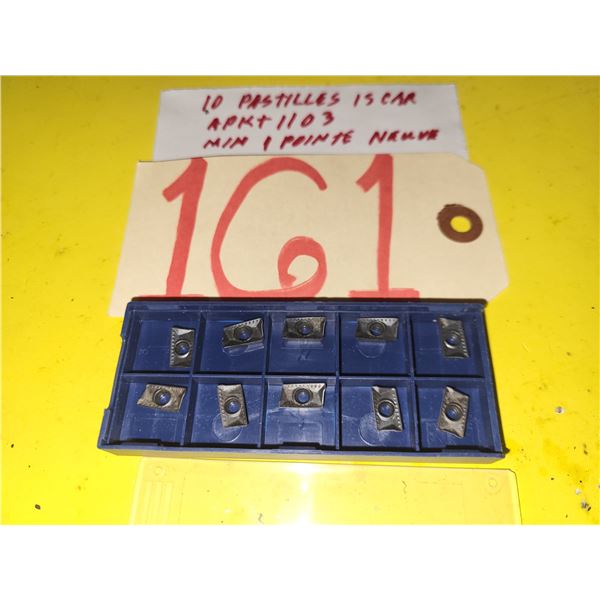 10 PASTILLES ISCAR
APKT 1103
MIN 1 POINTE NEUVE
161